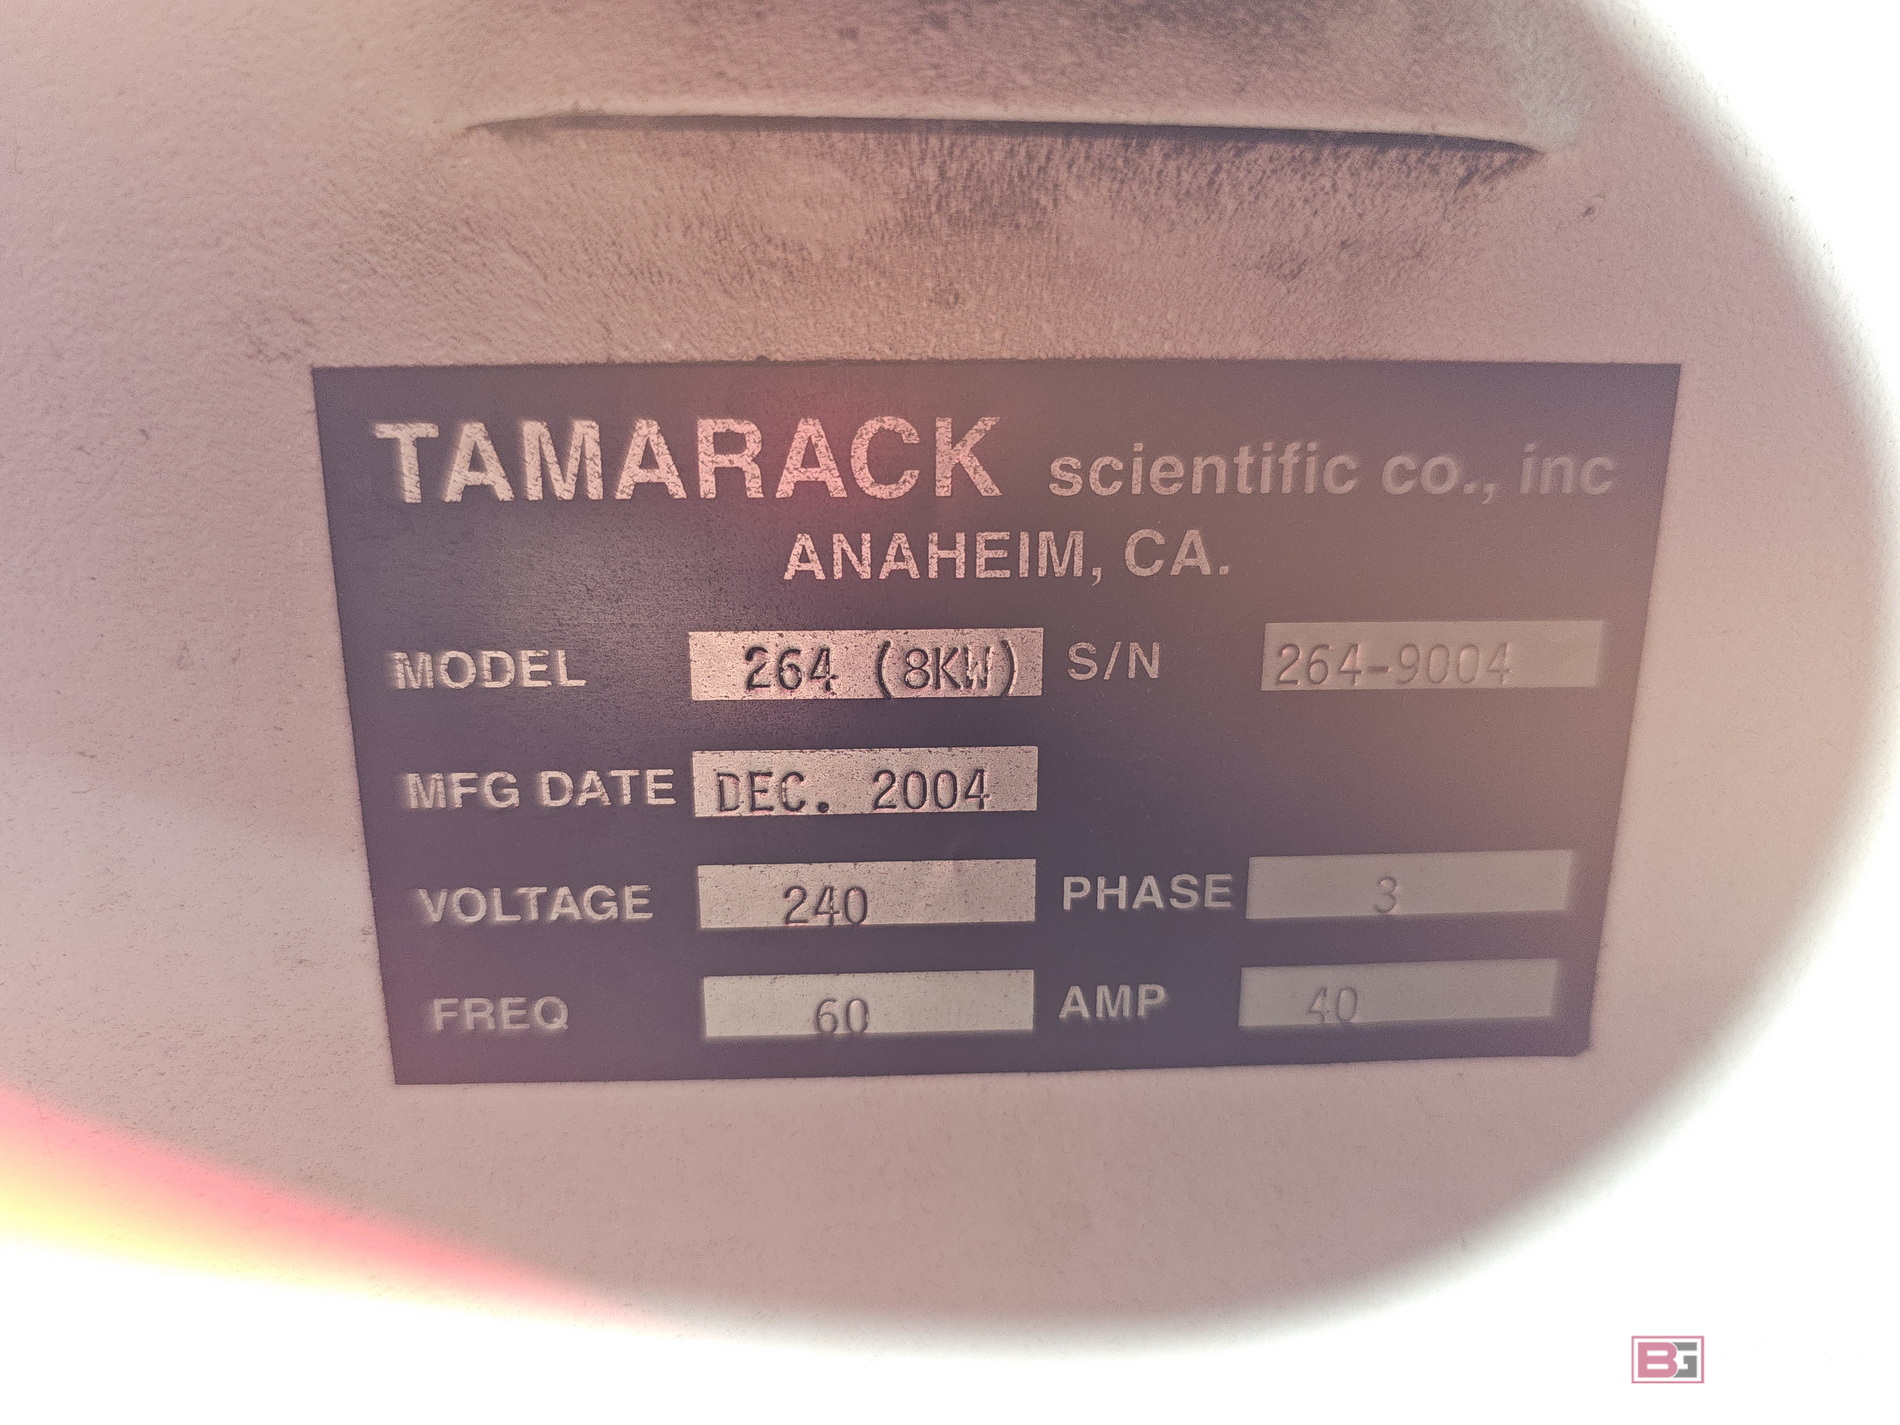 TAMARACK scientific co., inc
ANAHEIM, CA.
MODEL 264 (8KW) S/N 264-9004
MFG DATE DEC. 2004
VOLTAGE 240 PHASE 3
FREQ 60 AMP 40
BG